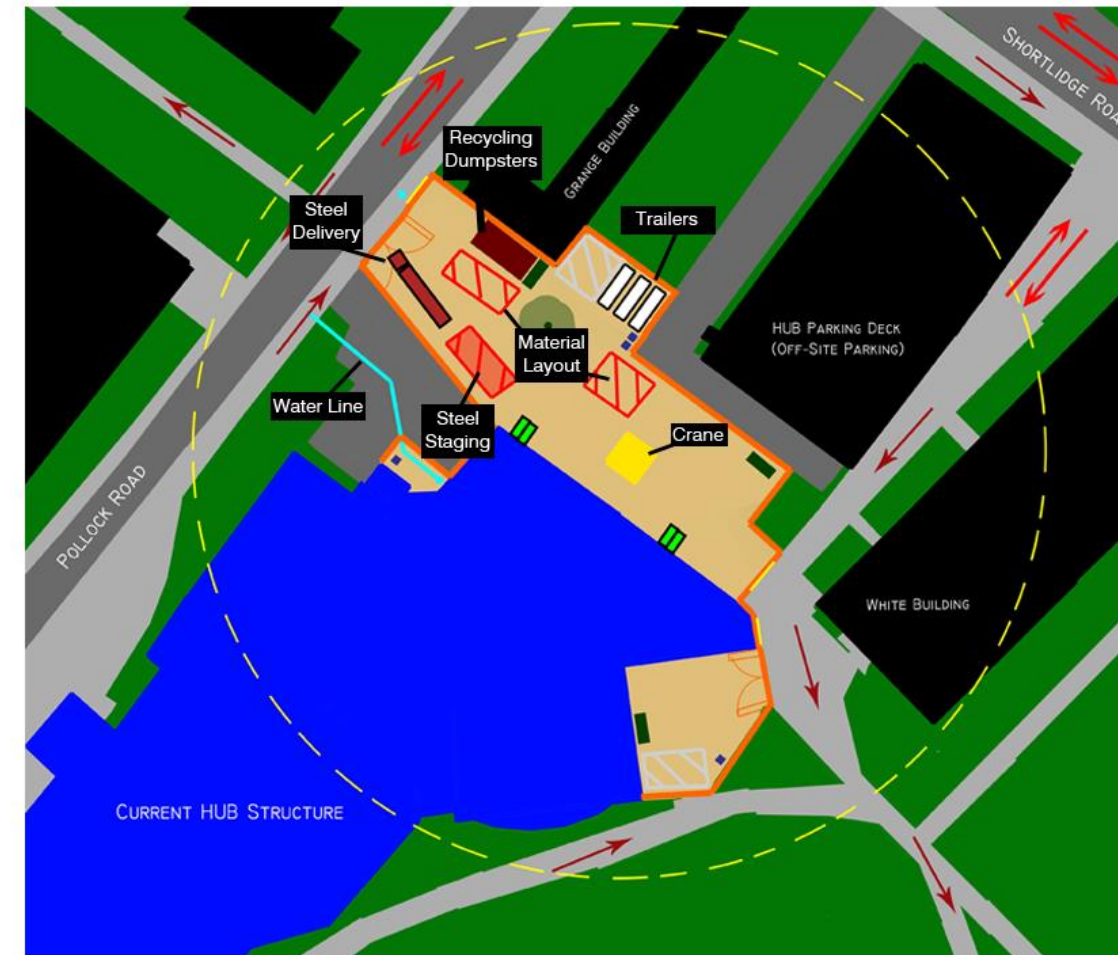 SHORTLIDGE ROA
GRANGE BUILDING
Recycling
Dumpsters
Steel
Delivery
Trailers
HUB PARKING DECK
(OFF-SITE PARKING)
Material
Layout
Water Line
Steel
Staging
Crane
POLLOCK ROAD
WHITE BUILDING
CURRENT HUB STRUCTURE